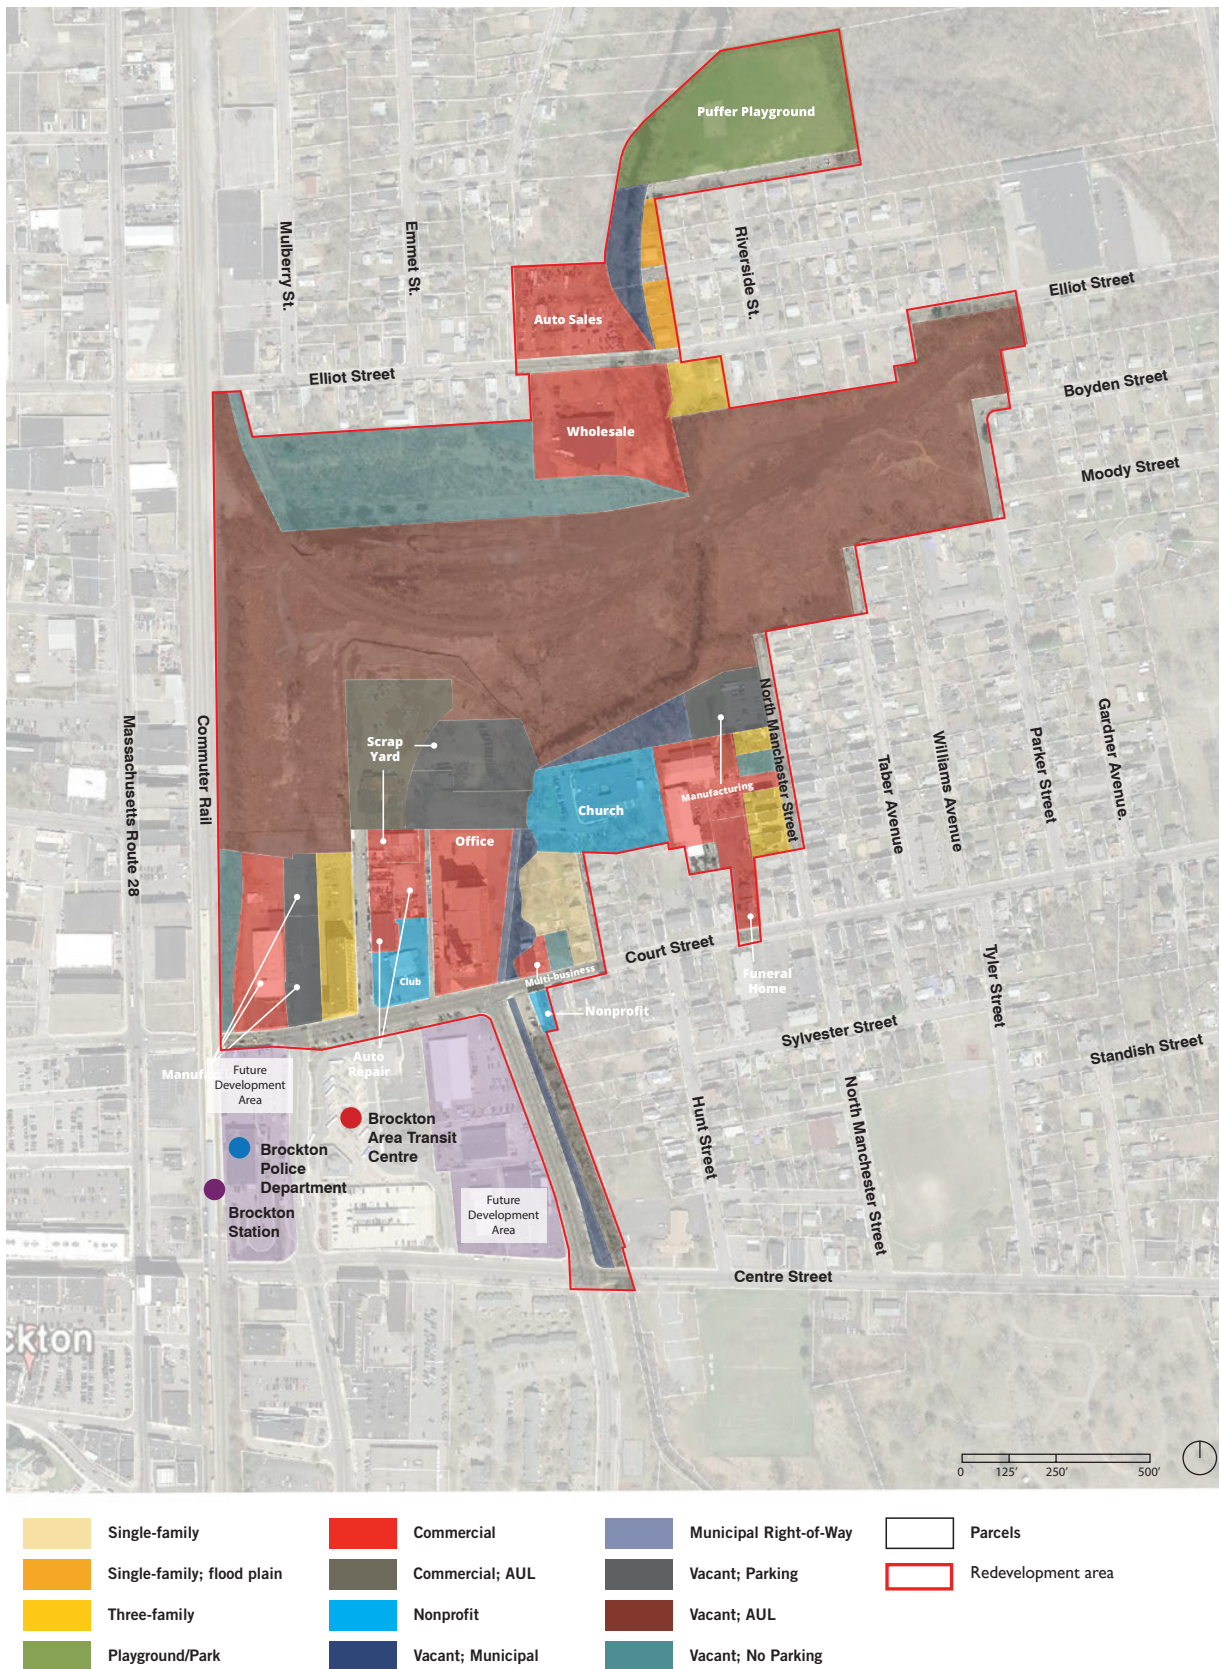 Puffer Playground
Mulberry St.
Emmet St.
Riverside St.
Elliot Street
Auto Sales
Elliot Street
Boyden Street
Wholesale
Moody Street
Massachusetts Route 28
Commuter Rail
Scrap
Yard
North Manchester Street
Manufacturing
Church
Office
Taber Avenue
Williams Avenue
Parker Street
Gardner Avenue.
Court Street
Club
Multi-business
Nonprofit
Funeral
Home
Tyler Street
Sylvester Street
Standish Street
Auto
Repair
Manufac
Future
Development
Area
Brockton
Area Transit
Centre
Brockton
Police
Department
Brockton
Station
Future
Development
Area
Hunt Street
North Manchester Street
Centre Street
ckton
0 125' 250' 500'
Single-family
Single-family; flood plain
Three-family
Playground/Park
Commercial
Commercial; AUL
Nonprofit
Vacant; Municipal
Municipal Right-of-Way
Vacant; Parking
Vacant; AUL
Vacant; No Parking
Parcels
Redevelopment area